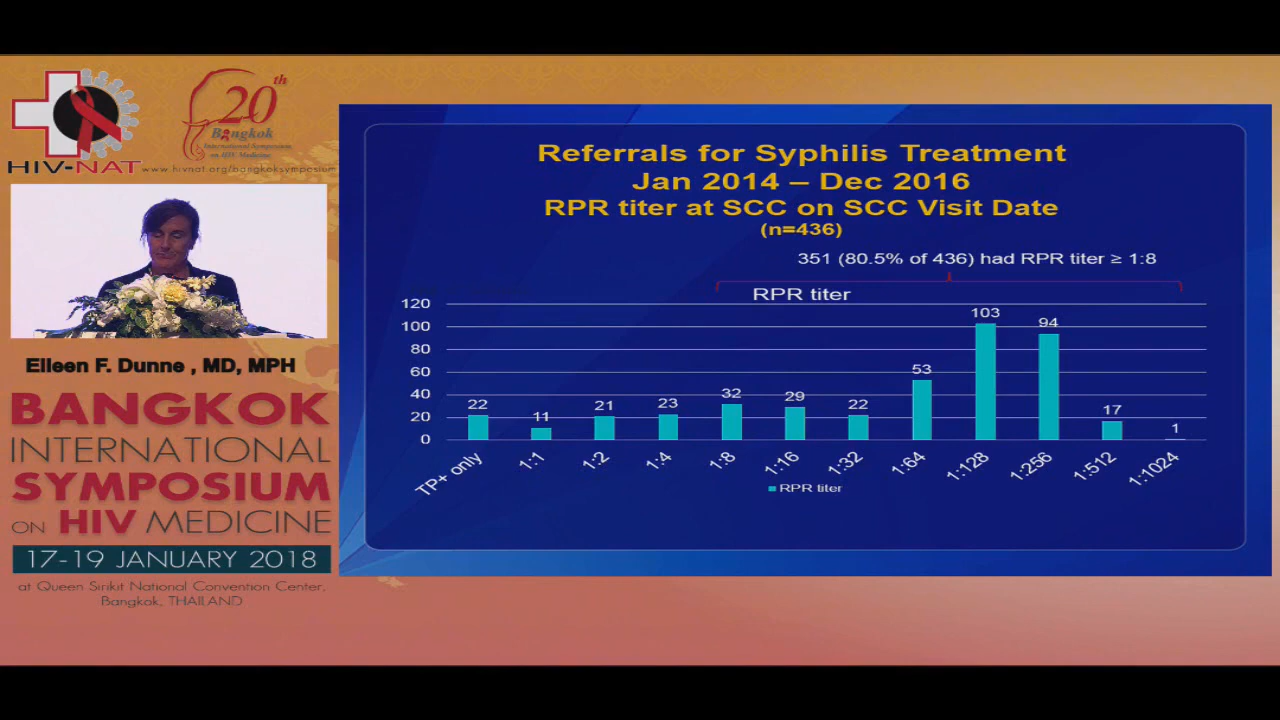 HIV-NAT
www.hivnat.org/bangkoksymposium
20th
Bangkok
International Symposium
on HIV Medicine
Eileen F. Dunne , MD, MPH
BANGKOK
INTERNATIONAL
SYMPOSIUM
ON HIV MEDICINE
17-19 JANUARY 2018
at Queen Sirikit National Convention Center,
Bangkok, THAILAND
Referrals for Syphilis Treatment
Jan 2014 – Dec 2016
RPR titer at SCC on SCC Visit Date
(n=436)
351 (80.5% of 436) had RPR titer ≥ 1:8
RPR titer
120
100
80
60
40
20
0
22
11
21
23
32
29
22
53
103
94
17
1
TP+ only
1:1
1:2
1:4
1:8
1:16
1:32
1:64
1:128
1:256
1:512
1:1024
RPR titer